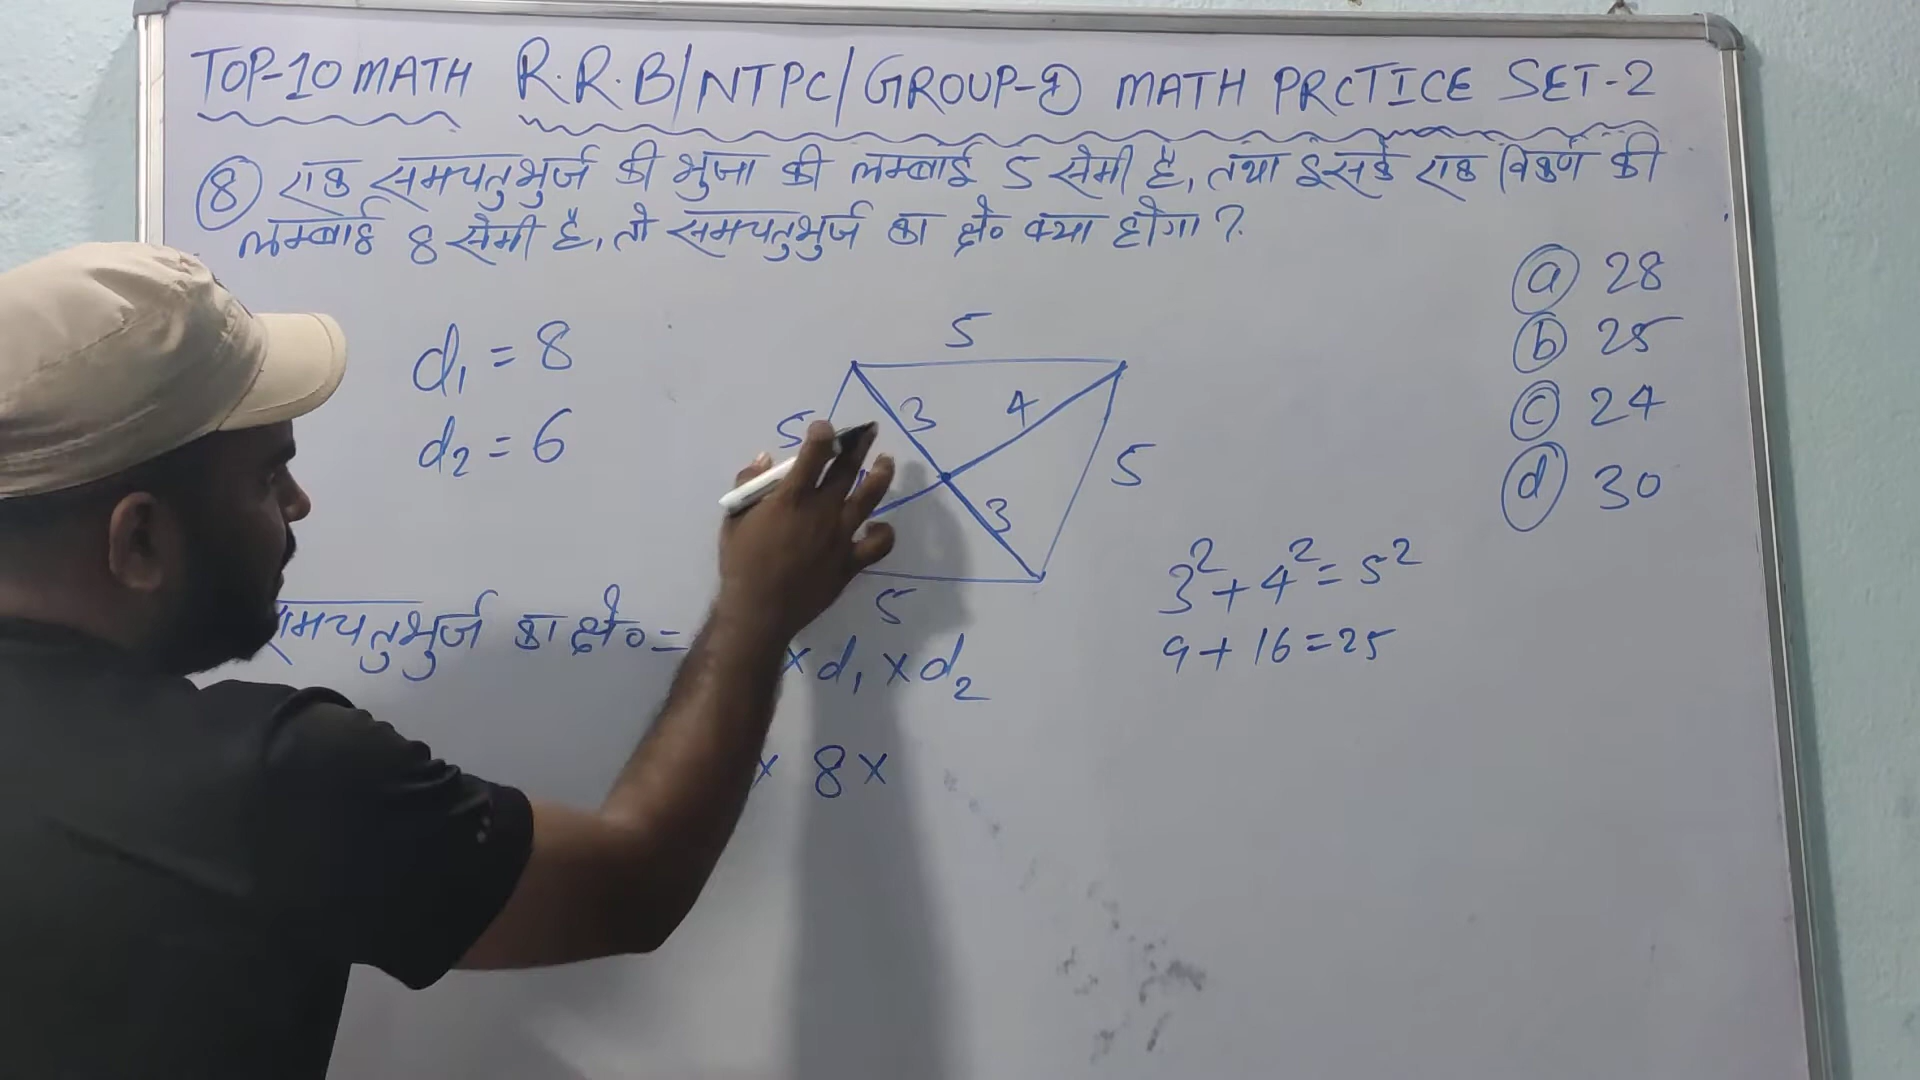 TOP-10 MATH R.R.B/NTPC/GROUP-D MATH PRCTICE SET-2
8 एक समचतुभुर्ज की भुजा की लम्बाई 5 सेमी है, तथा इसके एक विकर्ण की
लम्बाई 8 सेमी है, तो समचतुभुर्ज का क्षे० क्या होगा ?
a 28
b 25
c 24
d 30
d₁ = 8
d₂ = 6
5
5
3
4
5
3
5
3² + 4² = 5²
9 + 16 = 25
समचतुभुर्ज का क्षे० = × d₁ × d₂
× 8 ×